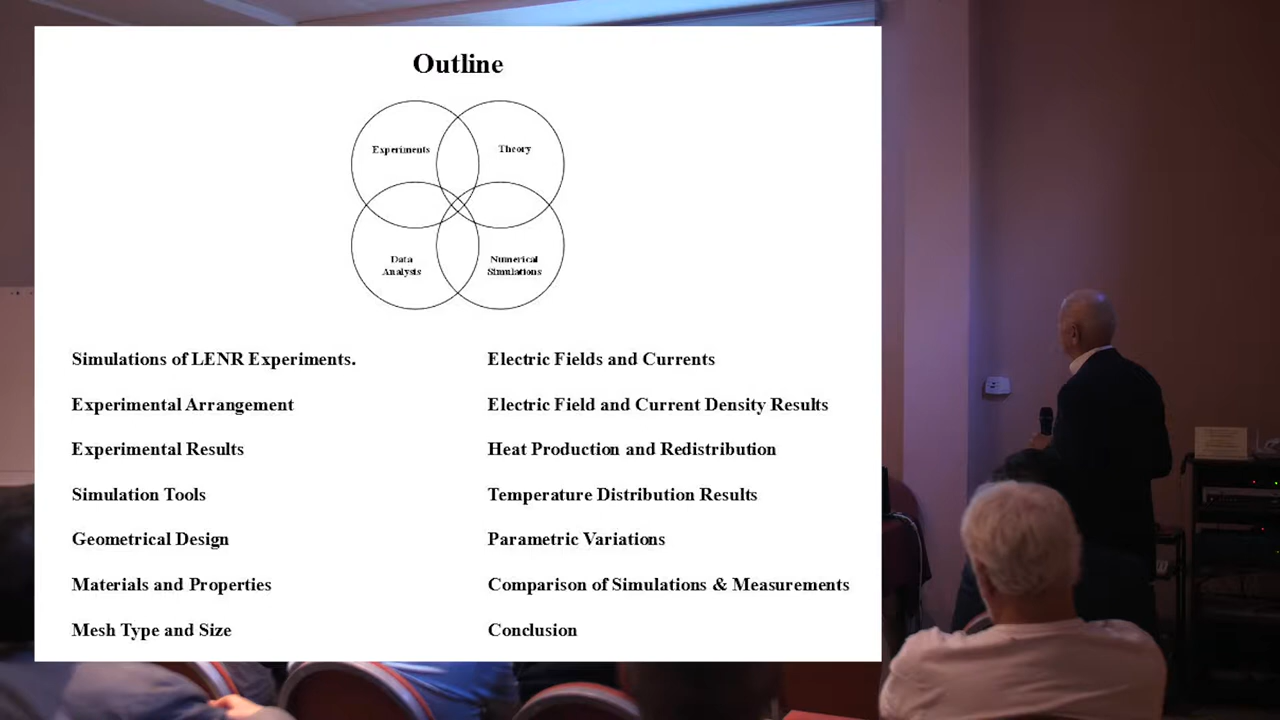 Outline
Experiments
Theory
Data
Analysis
Numerical
Simulations
Simulations of LENR Experiments.
Experimental Arrangement
Experimental Results
Simulation Tools
Geometrical Design
Materials and Properties
Mesh Type and Size
Electric Fields and Currents
Electric Field and Current Density Results
Heat Production and Redistribution
Temperature Distribution Results
Parametric Variations
Comparison of Simulations & Measurements
Conclusion